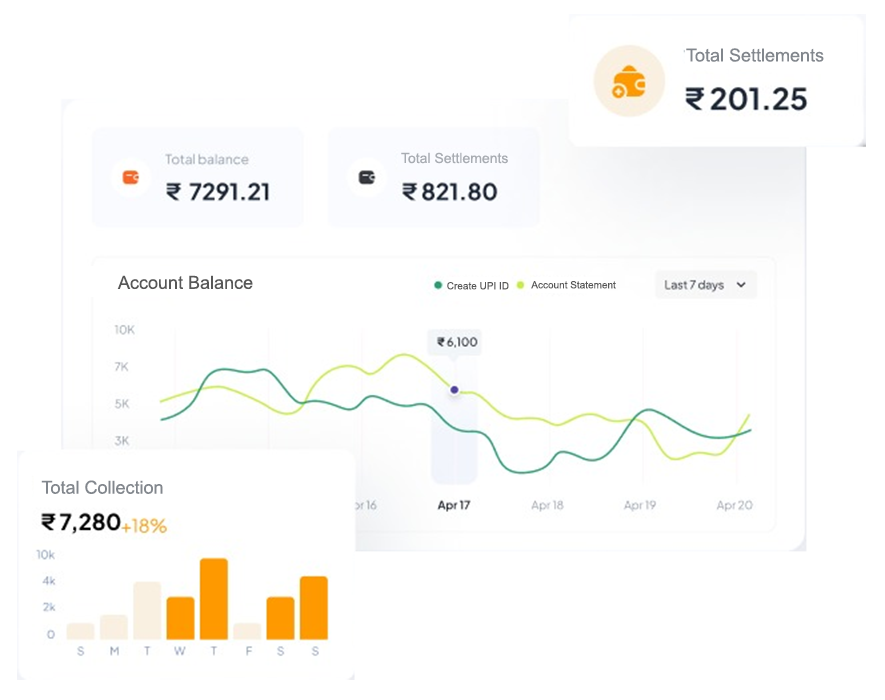 Total Settlements
₹ 201.25
Total balance
₹ 7291.21
Total Settlements
₹ 821.80
Account Balance
Create UPI ID
Account Statement
Last 7 days
10K
7K
5K
3K
₹ 6,100
16
Apr 17
Apr 18
Apr 19
Apr 20
Total Collection
₹ 7,280 +18%
10k
4k
2k
0
S M T W T F S S